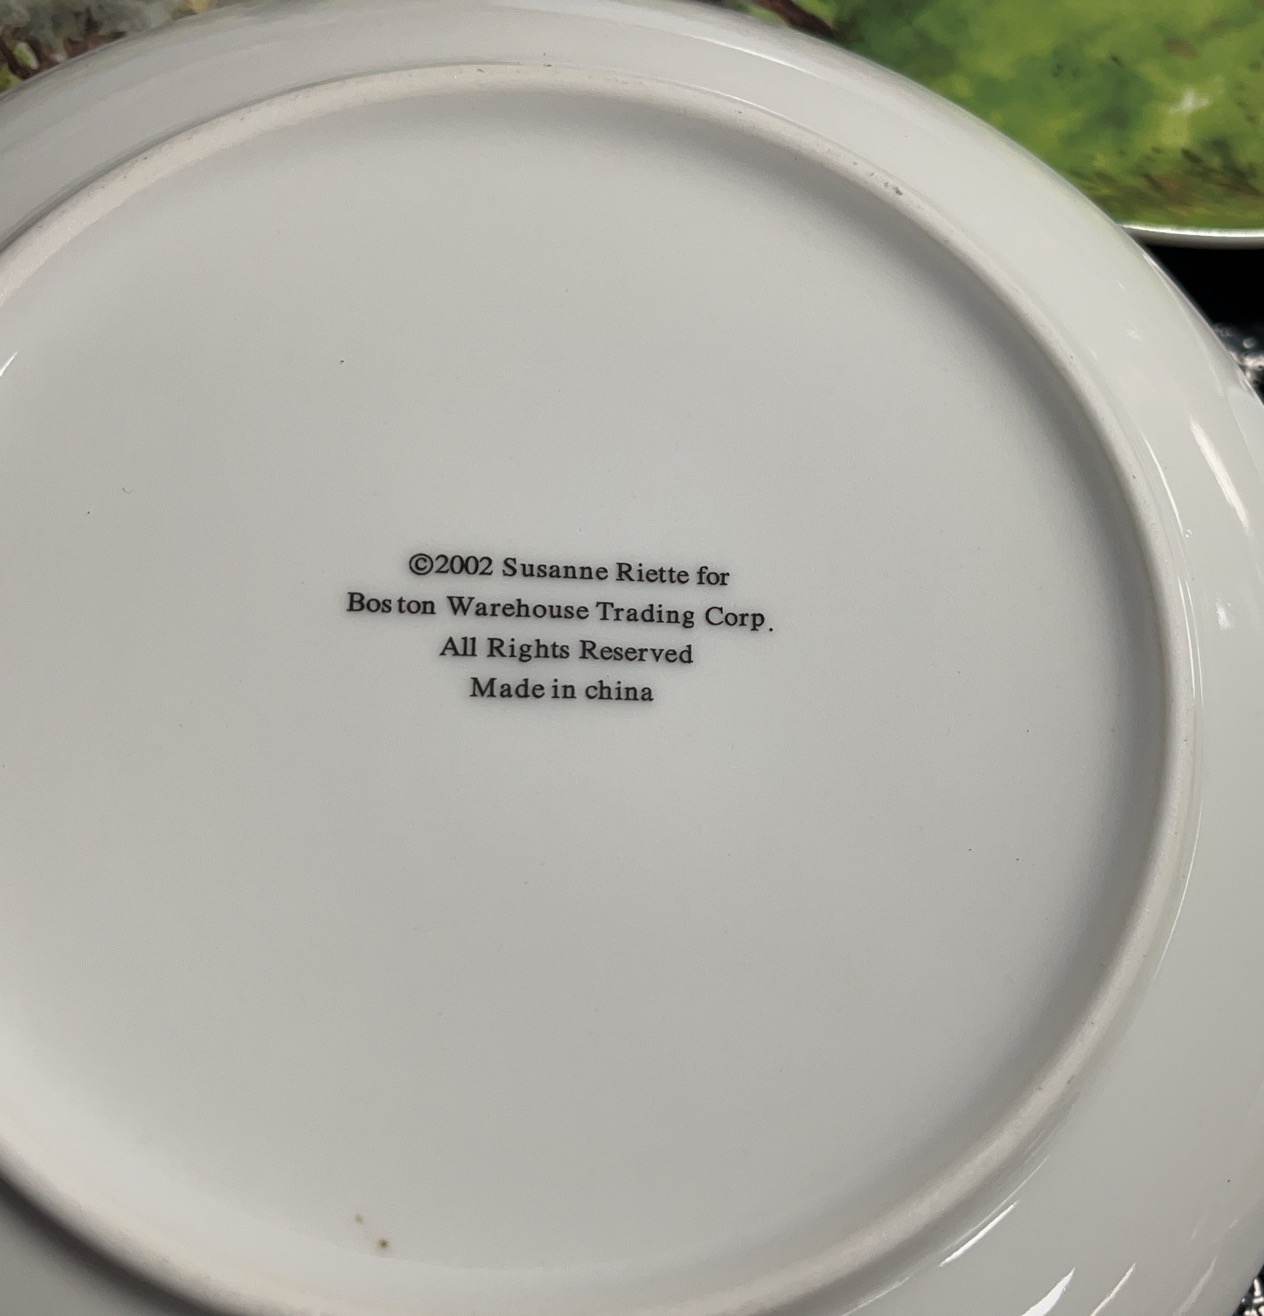 ©2002 Susanne Riette for
Boston Warehouse Trading Corp.
All Rights Reserved
Made in china